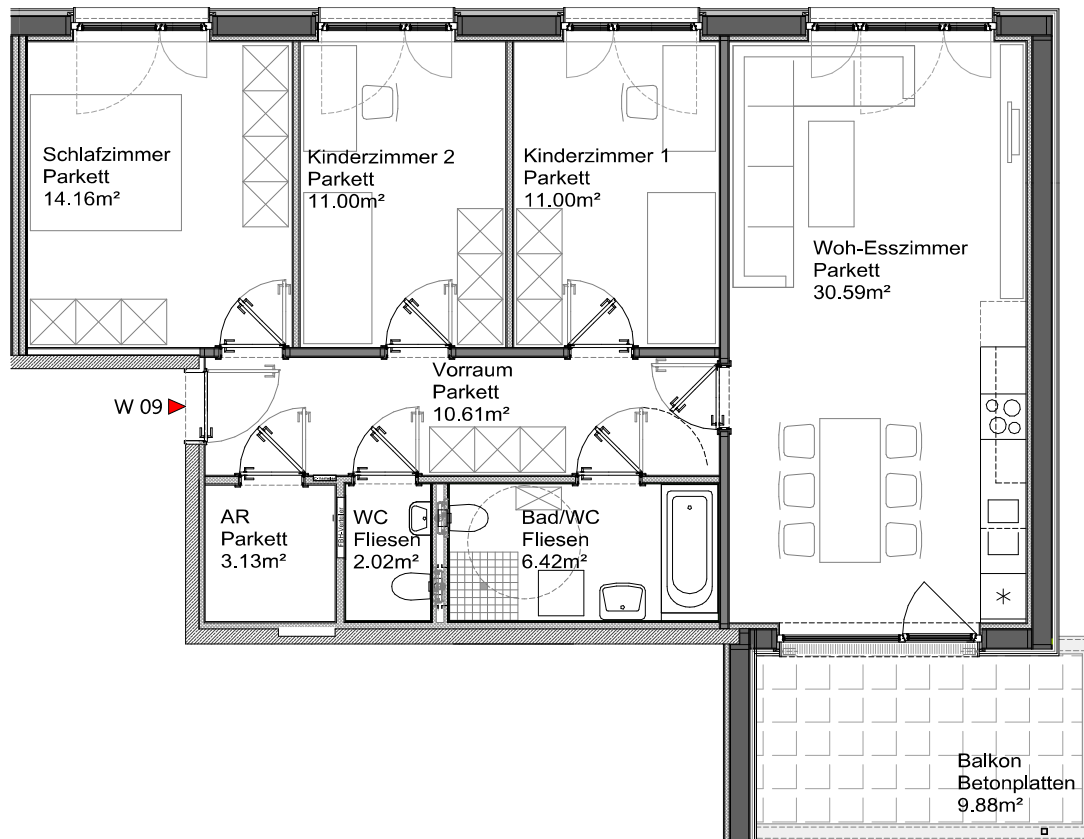 Schlafzimmer
Parkett
14.16m²
Kinderzimmer 2
Parkett
11.00m²
Kinderzimmer 1
Parkett
11.00m²
Woh-Esszimmer
Parkett
30.59m²
Vorraum
Parkett
10.61m²
W 09
AR
Parkett
3.13m²
WC
Fliesen
2.02m²
Bad/WC
Fliesen
6.42m²
Balkon
Betonplatten
9.88m²